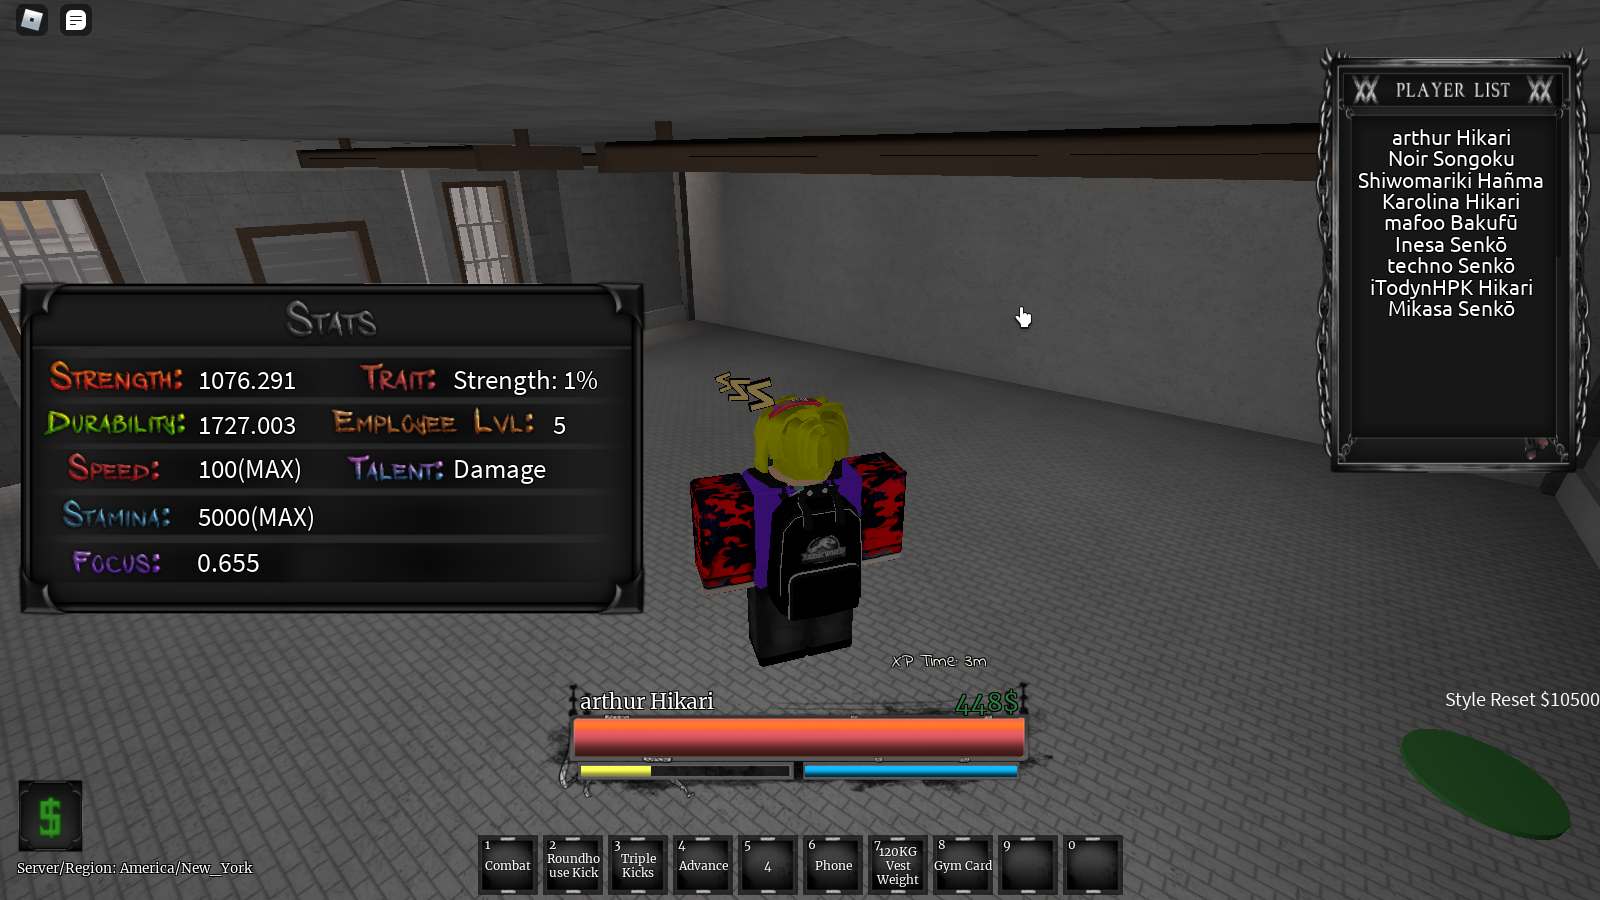 PLAYER LIST
arthur Hikari
Noir Songoku
Shiwomariki Hañma
Karolina Hikari
mafoo Bakufū
Inesa Senkō
techno Senkō
iTodynHPK Hikari
Mikasa Senkō
STATS
STRENGTH: 1076.291 TRAIT: Strength: 1%
DURABILITY: 1727.003 EMPLOYEE LVL: 5
SPEED: 100(MAX) TALENT: Damage
STAMINA: 5000(MAX)
FOCUS: 0.655
XP Time: 3m
arthur Hikari 448$
Style Reset $10500
$
Server/Region: America/New_York
1 Combat
2 Roundho
use Kick
3 Triple
Kicks
4 Advance
5 4
6 Phone
7 120KG
Vest
Weight
8 Gym Card
9
0